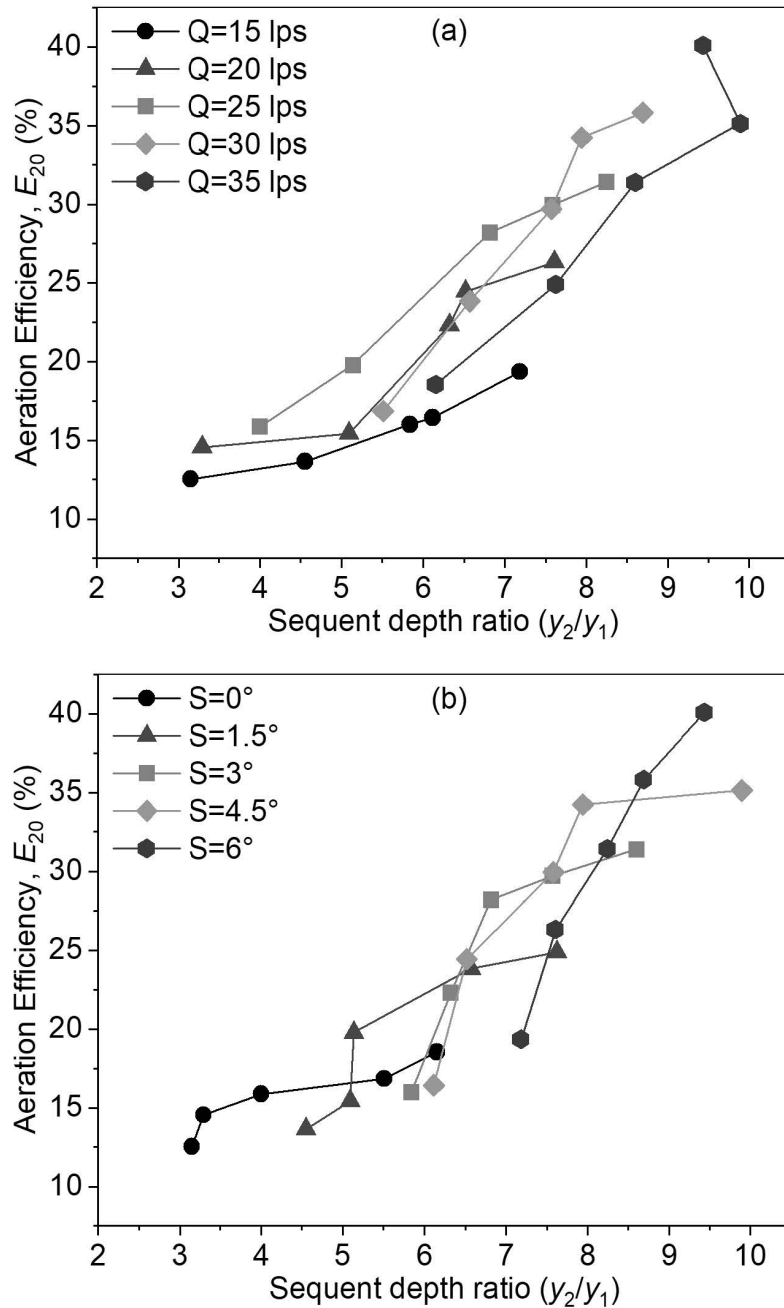 (a)
Q=15 lps
Q=20 lps
Q=25 lps
Q=30 lps
Q=35 lps
Aeration Efficiency, E20 (%)
40
35
30
25
20
15
10
2 3 4 5 6 7 8 9 10
Sequent depth ratio (y2/y1)
(b)
S=0°
S=1.5°
S=3°
S=4.5°
S=6°
Aeration Efficiency, E20 (%)
40
35
30
25
20
15
10
2 3 4 5 6 7 8 9 10
Sequent depth ratio (y2/y1)